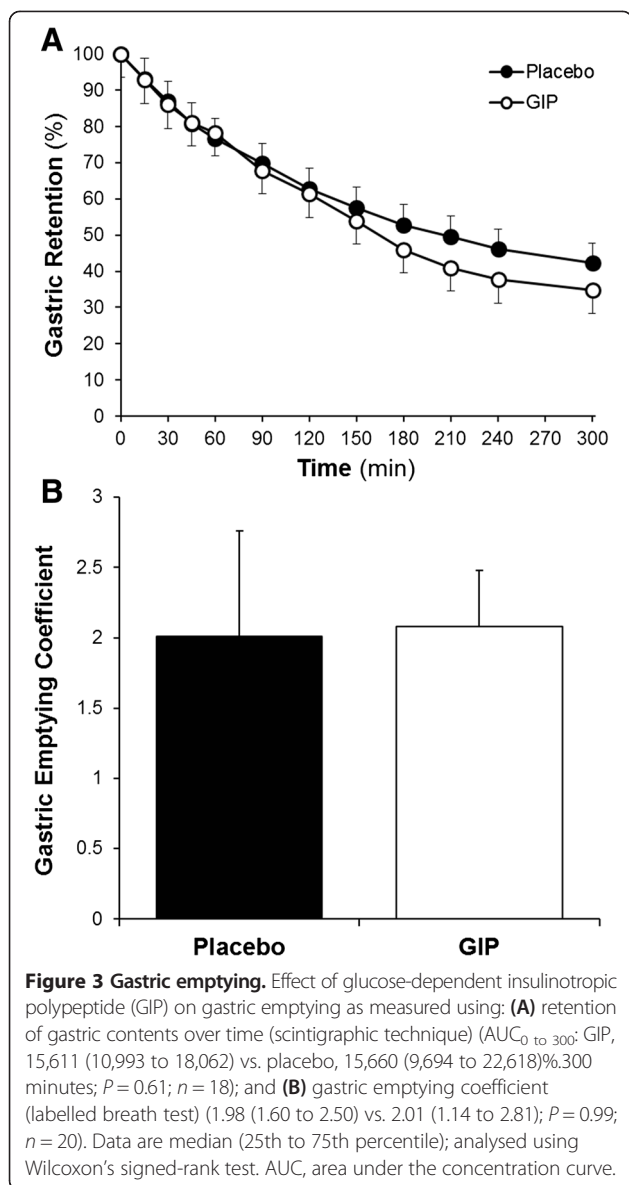 A
Gastric Retention (%)
100
90
80
70
60
50
40
30
20
10
0
Placebo
GIP
0 30 60 90 120 150 180 210 240 270 300
Time (min)
B
Gastric Emptying Coefficient
3
2.5
2
1.5
1
0.5
0
Placebo GIP
Figure 3 Gastric emptying. Effect of glucose-dependent insulinotropic
polypeptide (GIP) on gastric emptying as measured using: (A) retention
of gastric contents over time (scintigraphic technique) (AUC0 to 300: GIP,
15,611 (10,993 to 18,062) vs. placebo, 15,660 (9,694 to 22,618)%.300
minutes; P = 0.61; n = 18); and (B) gastric emptying coefficient
(labelled breath test) (1.98 (1.60 to 2.50) vs. 2.01 (1.14 to 2.81); P = 0.99;
n = 20). Data are median (25th to 75th percentile); analysed using
Wilcoxon's signed-rank test. AUC, area under the concentration curve.